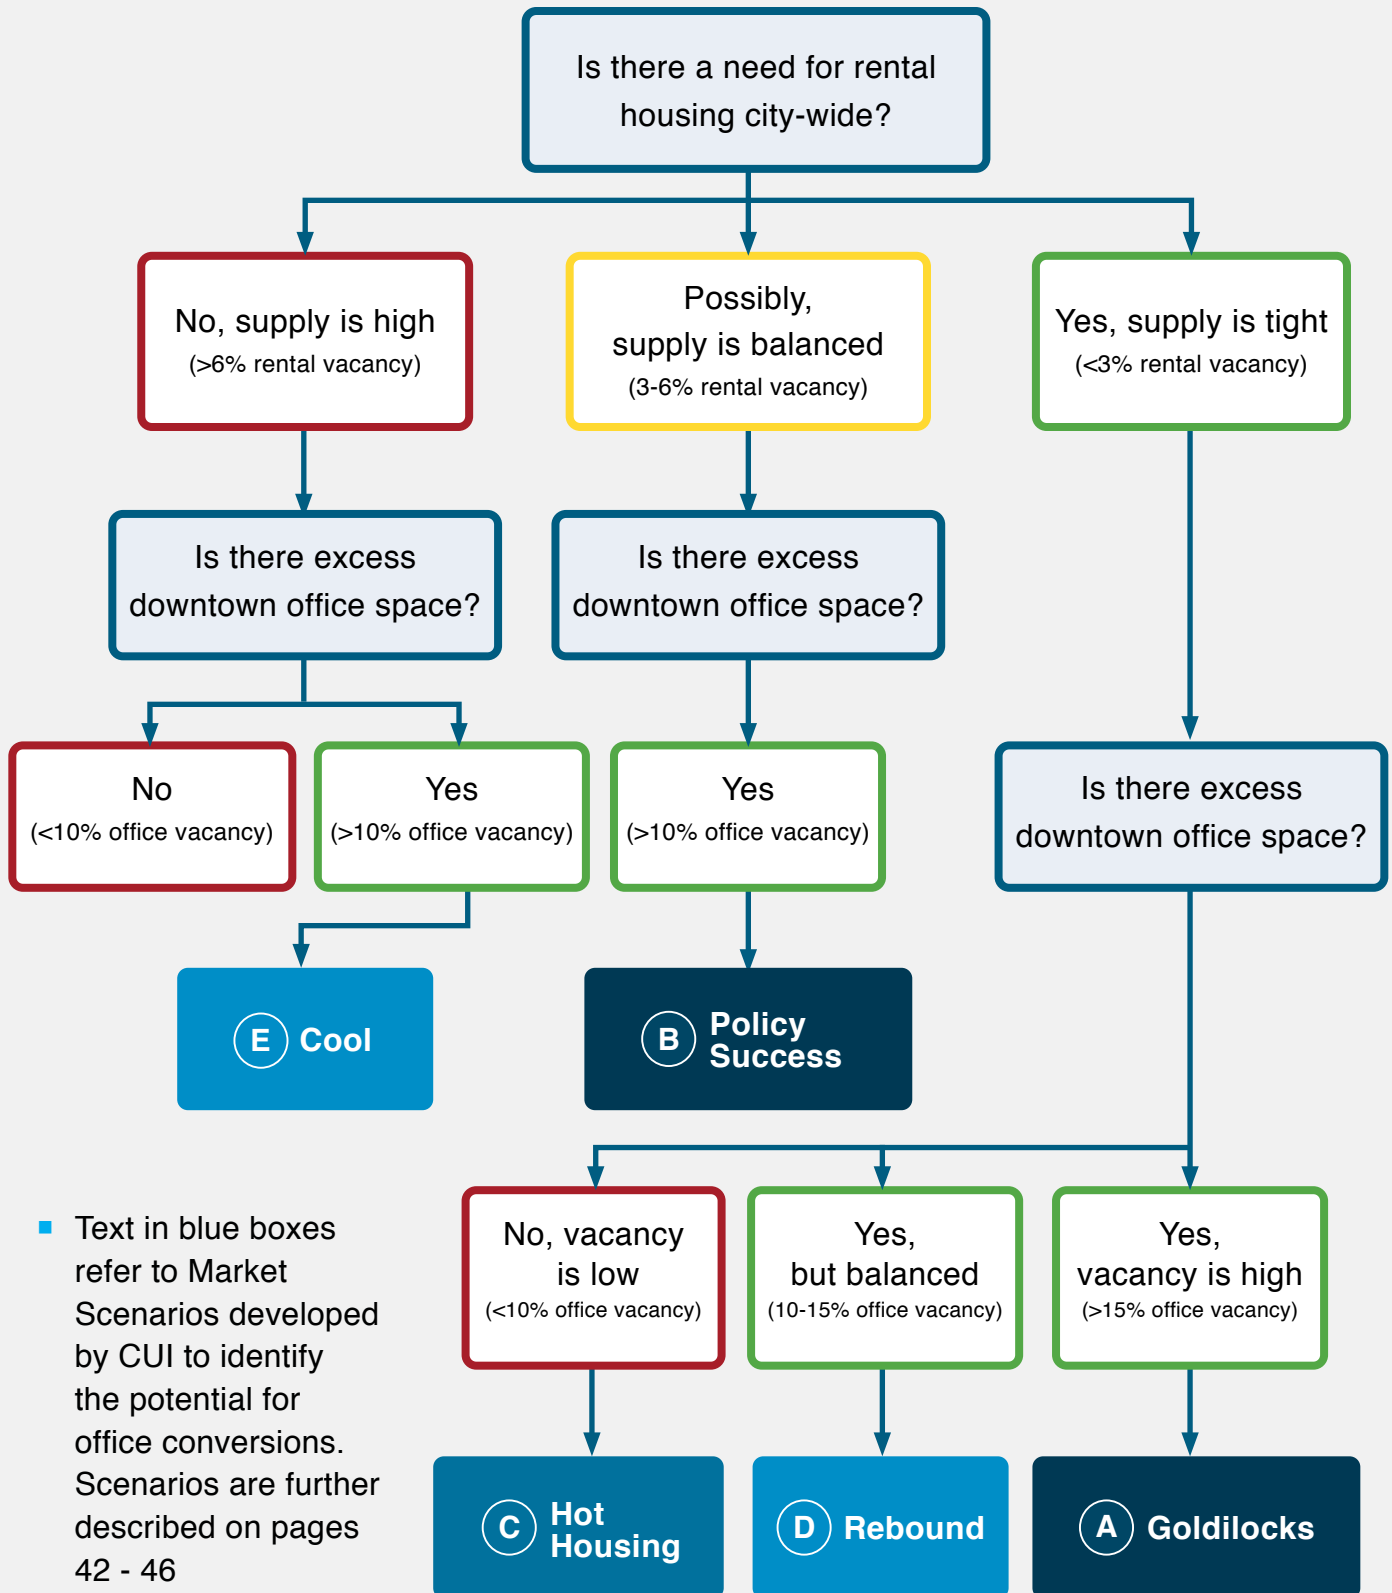 Is there a need for rental
housing city-wide?
No, supply is high
(>6% rental vacancy)
Possibly,
supply is balanced
(3-6% rental vacancy)
Yes, supply is tight
(<3% rental vacancy)
Is there excess
downtown office space?
Is there excess
downtown office space?
No
(<10% office vacancy)
Yes
(>10% office vacancy)
Yes
(>10% office vacancy)
Is there excess
downtown office space?
E Cool
B Policy
Success
No, vacancy
is low
(<10% office vacancy)
Yes,
but balanced
(10-15% office vacancy)
Yes,
vacancy is high
(>15% office vacancy)
Text in blue boxes
refer to Market
Scenarios developed
by CUI to identify
the potential for
office conversions.
Scenarios are further
described on pages
42 - 46
C Hot
Housing
D Rebound
A Goldilocks